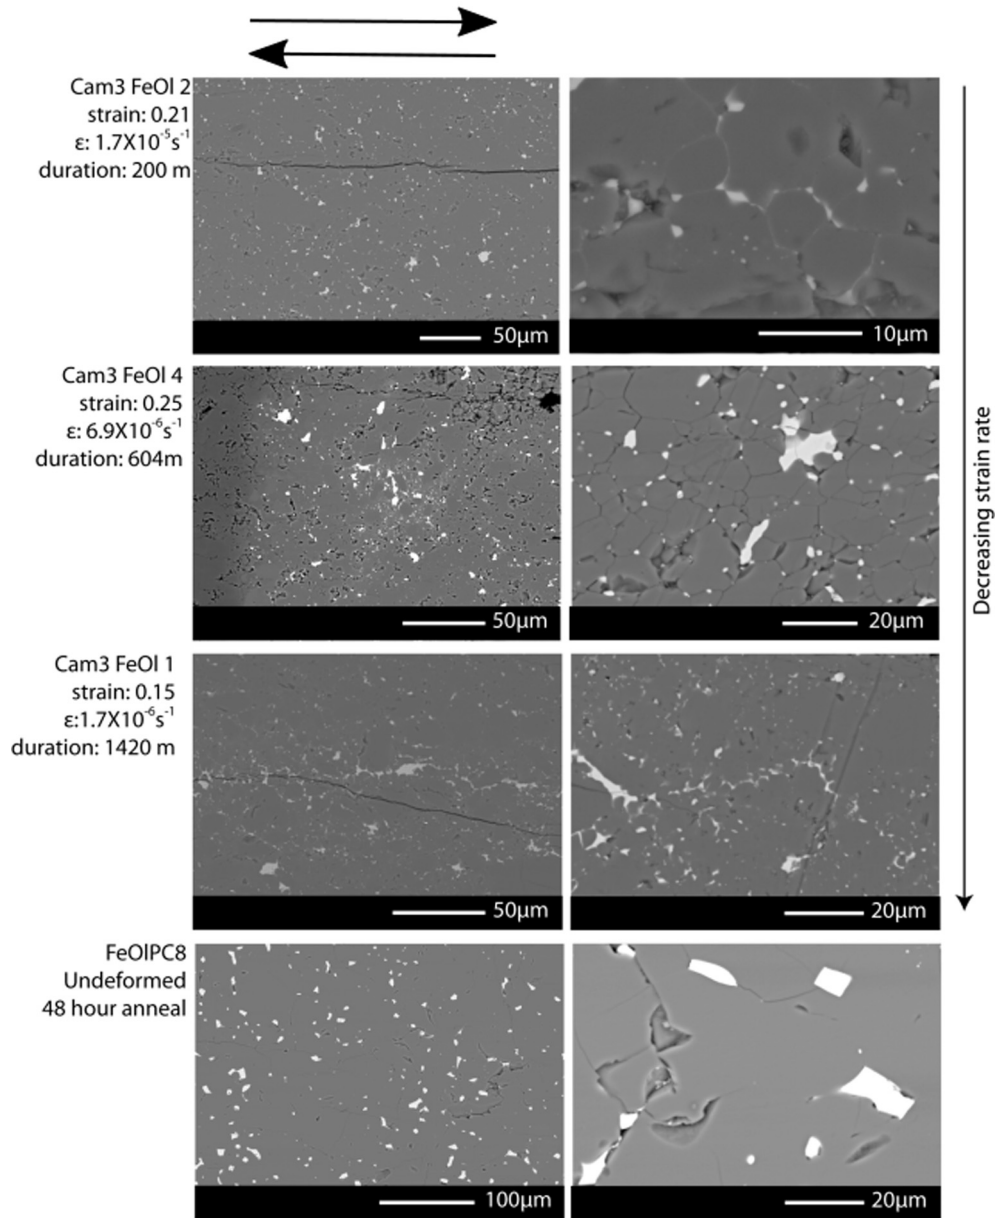 Cam3 FeOl 2
strain: 0.21
ε: 1.7X10⁻⁵s⁻¹
duration: 200 m
50µm
10µm
Cam3 FeOl 4
strain: 0.25
ε: 6.9X10⁻⁶s⁻¹
duration: 604m
50µm
20µm
Cam3 FeOl 1
strain: 0.15
ε:1.7X10⁻⁶s⁻¹
duration: 1420 m
50µm
20µm
FeOlPC8
Undeformed
48 hour anneal
100µm
20µm
Decreasing strain rate